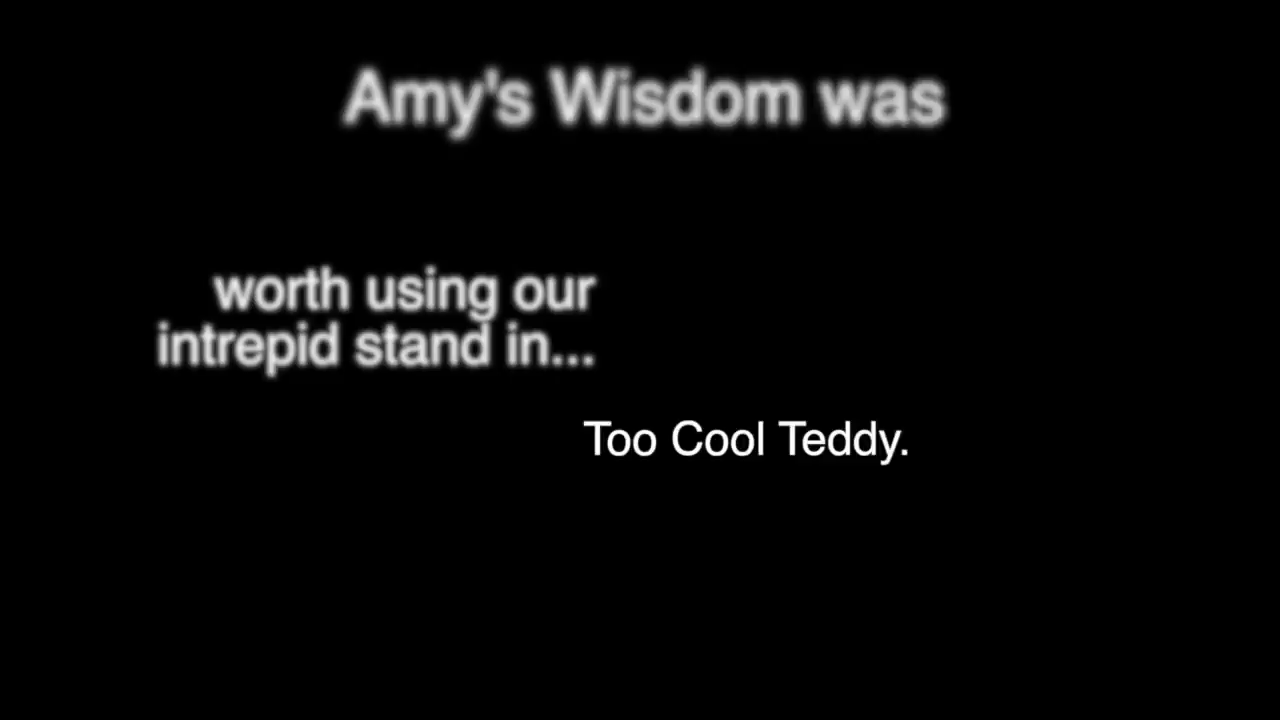 Amy's Wisdom was
worth using our
intrepid stand in...
Too Cool Teddy.